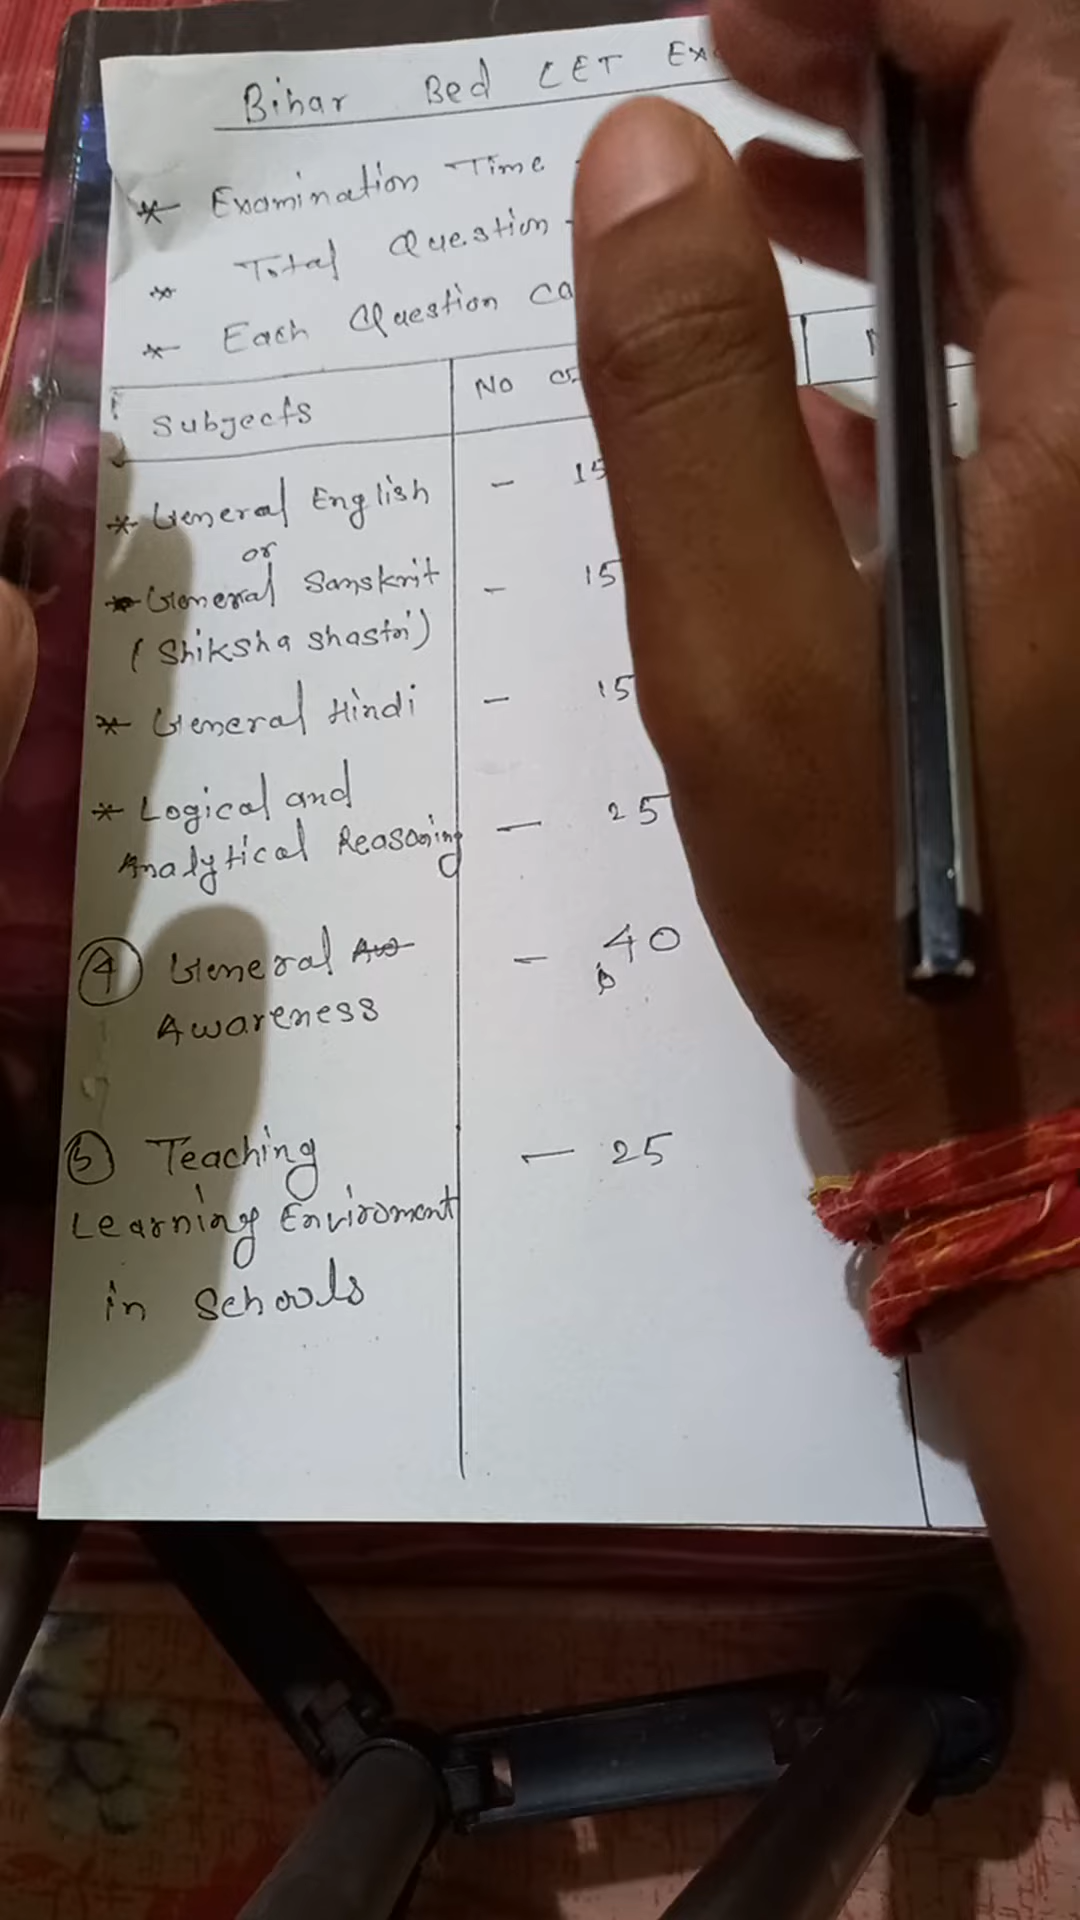 Bihar Bed CET
* Examination Time -
* Total Question -
* Each Question
Subjects No
* General English - 15
or
General Sanskrit - 15
(Shiksha shastri)
* General Hindi - 15
* Logical and
Analytical Reasoning - 25
4 General - 40
Awareness
5 Teaching - 25
Learning Enviroment
in Schools